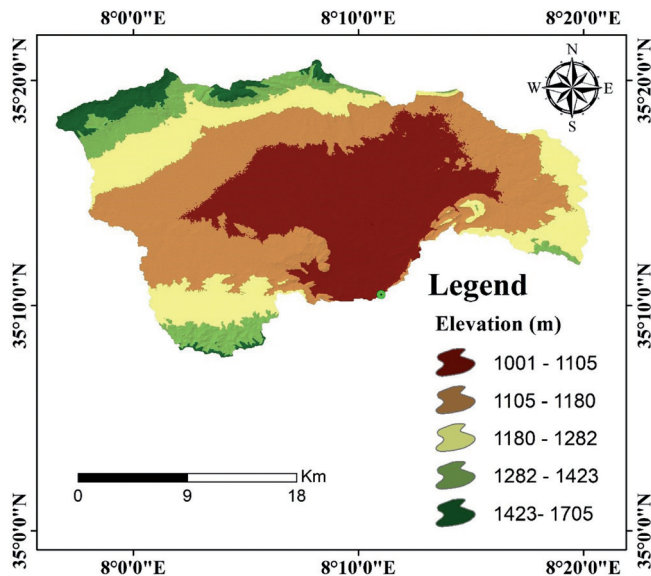 8°0'0"E 8°10'0"E 8°20'0"E
35°20'0"N 35°20'0"N
N
W E
S
35°10'0"N 35°10'0"N
Legend
Elevation (m)
1001 - 1105
1105 - 1180
1180 - 1282
1282 - 1423
1423- 1705
Km
0 9 18
35°0'0"N 35°0'0"N
8°0'0"E 8°10'0"E 8°20'0"E